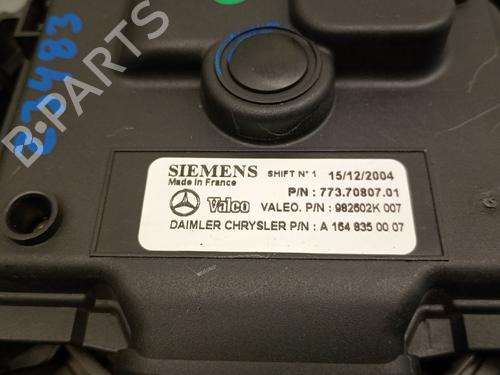 27483
B-PARTS
SIEMENS SHIFT N° 1 15/12/2004
Made in France
P/N : 773.70807.01
Valeo VALEO. P/N : 982602K 007
DAIMLER CHRYSLER P/N : A 164 835 00 07